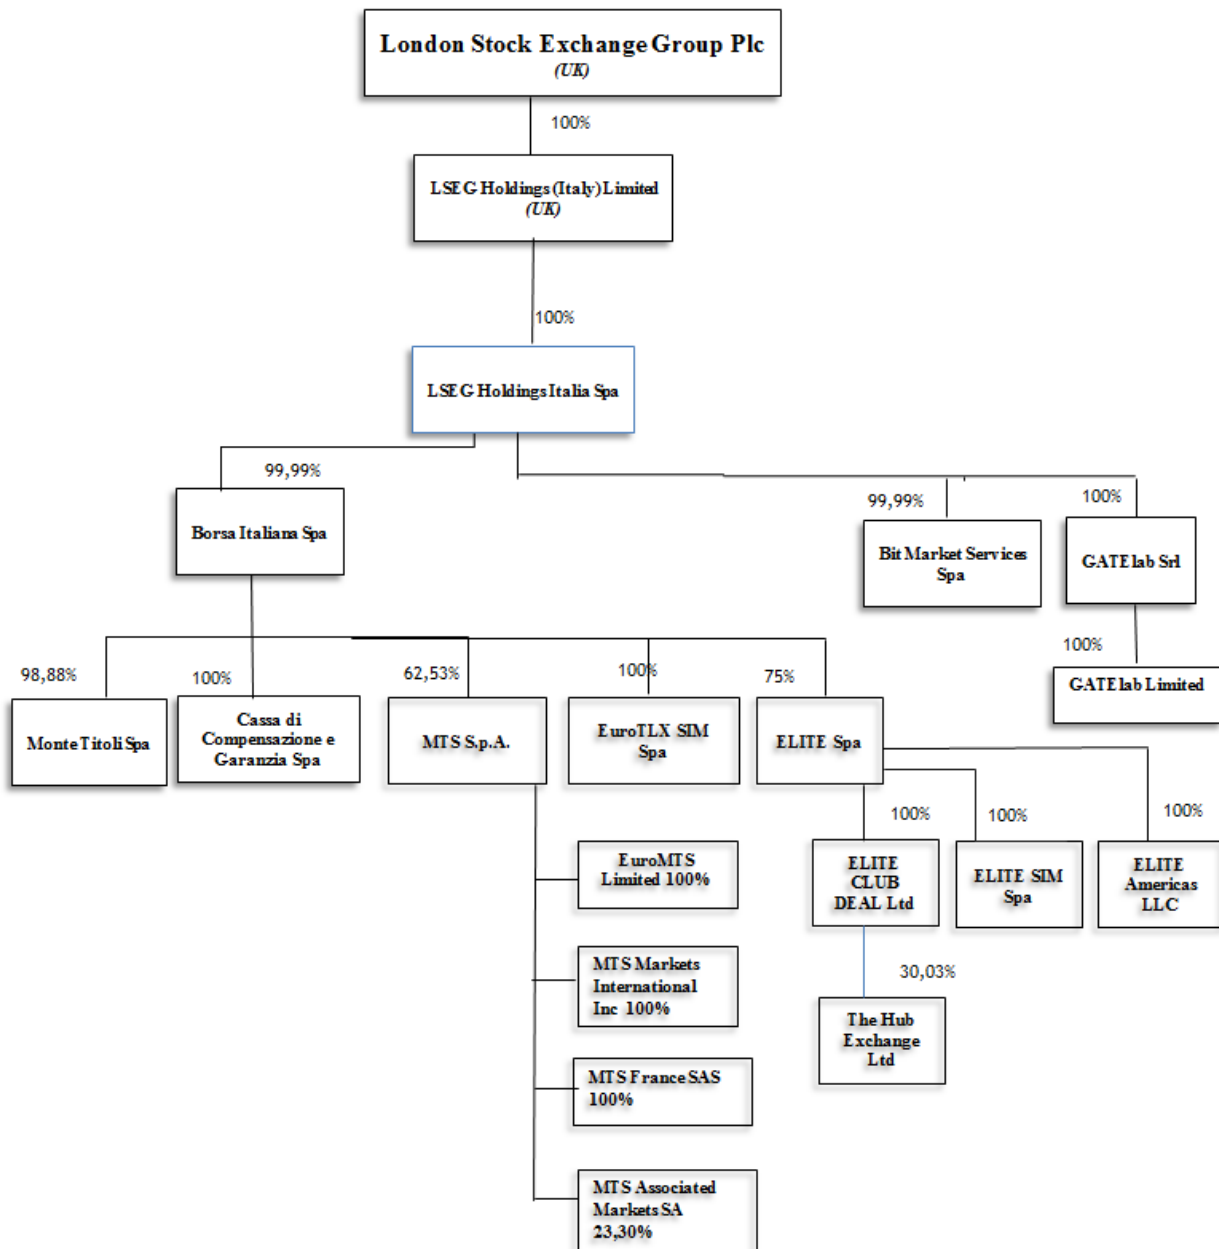 London Stock Exchange Group Plc
(UK)
100%
LSEG Holdings (Italy) Limited
(UK)
100%
LSEG Holdings Italia Spa
99,99%
Borsa Italiana Spa
99,99%
Bit Market Services
Spa
100%
GATElab Srl
100%
GATElab Limited
98,88%
Monte Titoli Spa
100%
Cassa di
Compensazione e
Garanzia Spa
62,53%
MTS S.p.A.
100%
EuroTLX SIM
Spa
75%
ELITE Spa
EuroMTS
Limited 100%
MTS Markets
International
Inc 100%
MTS France SAS
100%
MTS Associated
Markets SA
23,30%
100%
ELITE
CLUB
DEAL Ltd
100%
ELITE SIM
Spa
100%
ELITE
Americas
LLC
30,03%
The Hub
Exchange
Ltd